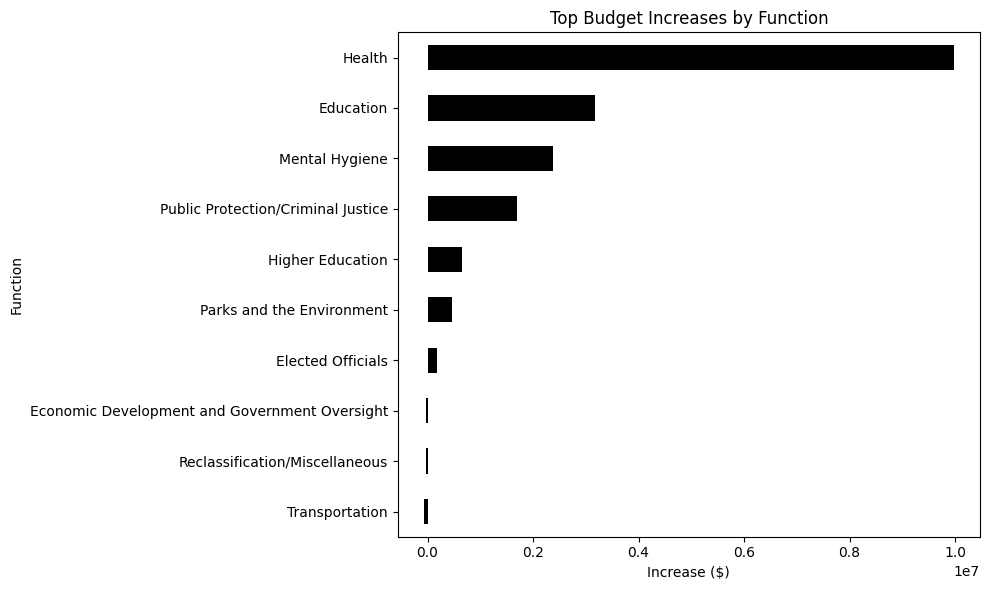 Top Budget Increases by Function
Health
Education
Mental Hygiene
Public Protection/Criminal Justice
Higher Education
Parks and the Environment
Elected Officials
Economic Development and Government Oversight
Reclassification/Miscellaneous
Transportation
Function
0.0 0.2 0.4 0.6 0.8 1.0
1e7
Increase ($)